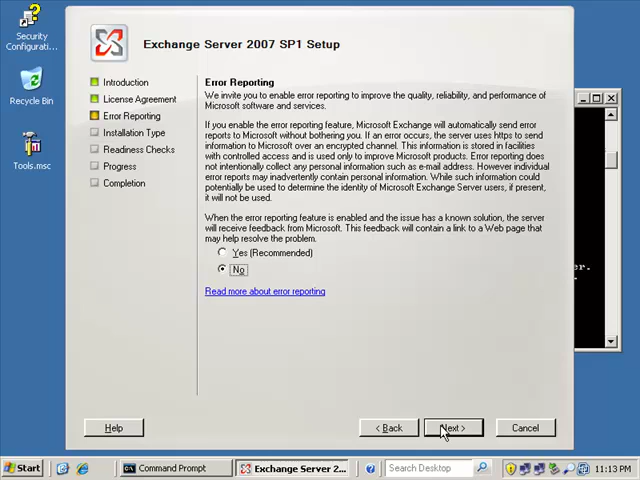 Security
Configurati...
Recycle Bin
Tools.msc
Exchange Server 2007 SP1 Setup
Introduction
License Agreement
Error Reporting
Installation Type
Readiness Checks
Progress
Completion
Error Reporting
We invite you to enable error reporting to improve the quality, reliability, and performance of
Microsoft software and services.
If you enable the error reporting feature, Microsoft Exchange will automatically send error
reports to Microsoft without bothering you. If an error occurs, the server uses https to send
information to Microsoft over an encrypted channel. This information is stored in facilities
with controlled access and is used only to improve Microsoft products. Error reporting does
not intentionally collect any personal information such as e-mail address. However individual
error reports may inadvertently contain personal information. While such information could
potentially be used to determine the identity of Microsoft Exchange Server users, if present,
it will not be used.
When the error reporting feature is enabled and the issue has a known solution, the server
will receive feedback from Microsoft. This feedback will contain a link to a Web page that
may help resolve the problem.
Yes (Recommended)
No
Read more about error reporting
er.
Help
< Back
Next >
Cancel
Start
Command Prompt
Exchange Server 2...
Search Desktop
11:13 PM